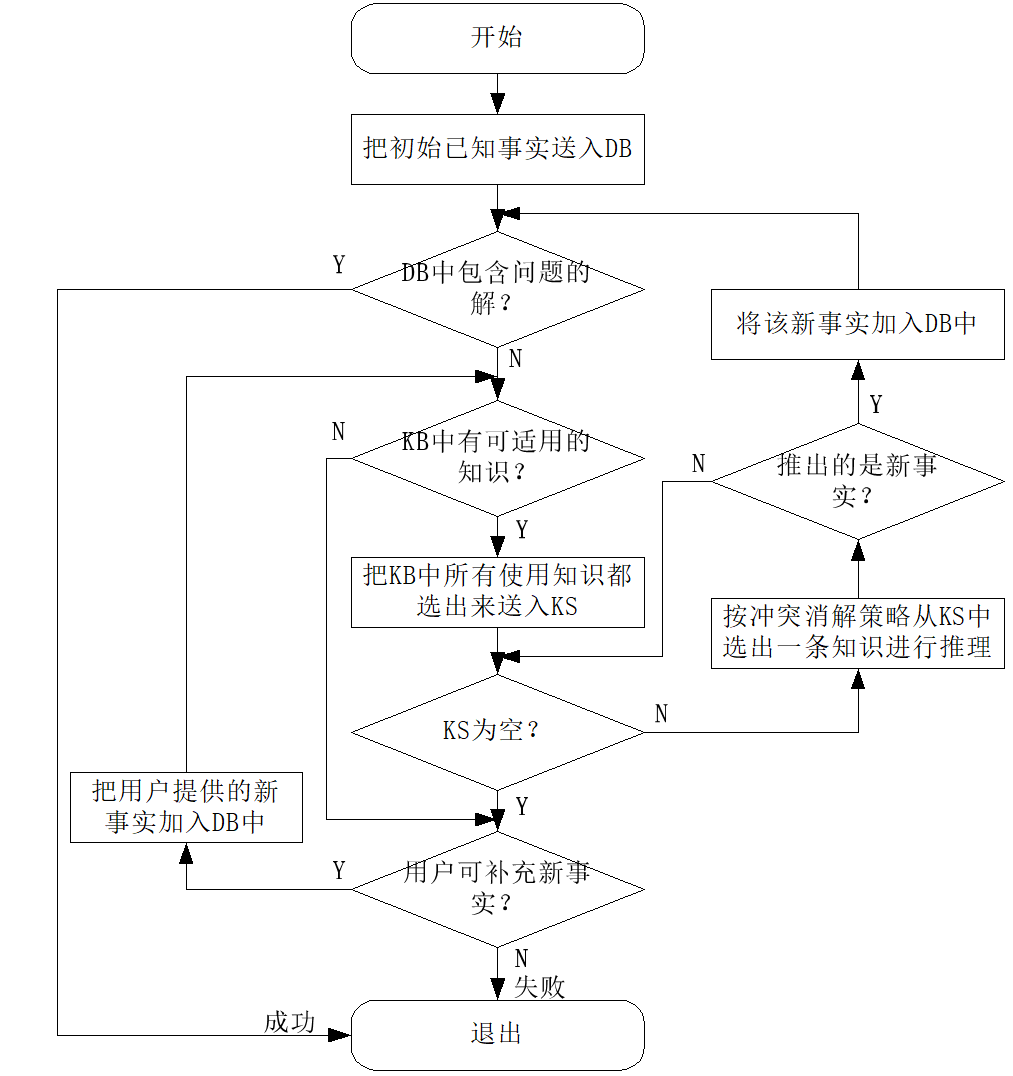 开始
把初始已知事实送入DB
Y
DB中包含问题的
解？
N
将该新事实加入DB中
Y
N
KB中有可适用的
知识？
N
推出的是新事
实？
Y
把KB中所有使用知识都
选出来送入KS
按冲突消解策略从KS中
选出一条知识进行推理
KS为空？
N
Y
把用户提供的新
事实加入DB中
Y
用户可补充新事
实？
N
失败
成功
退出